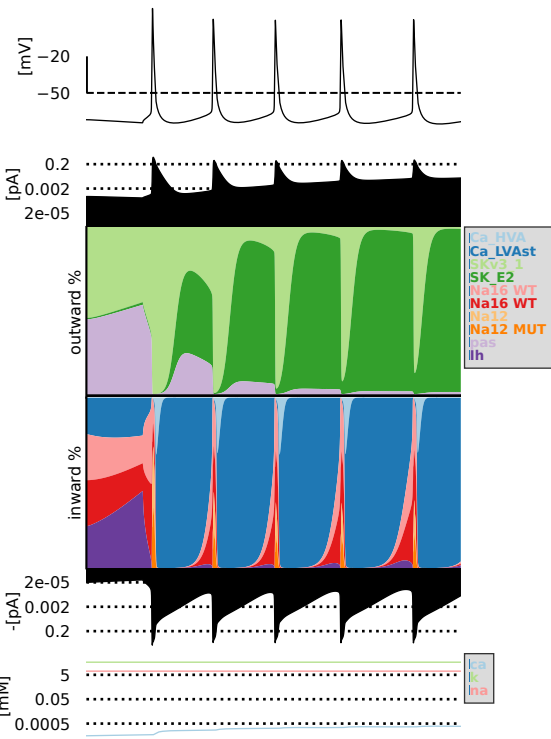 [mV]
−20
−50
[pA]
0.2
0.002
2e-05
outward %
Ca_HVA
Ca_LVAst
SKv3_1
SK_E2
Na16 WT
Na16 WT
Na12
Na12 MUT
pas
Ih
inward %
-[pA]
2e-05
0.002
0.2
[mM]
5
0.05
0.0005
ca
k
na